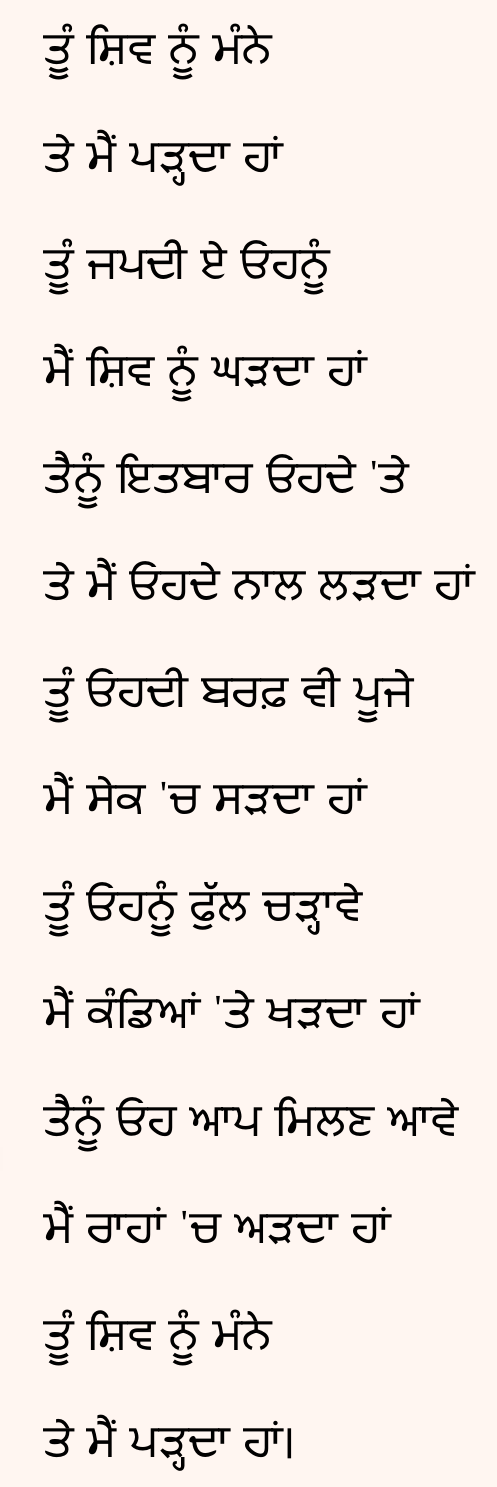 ਤੂੰ ਸ਼ਿਵ ਨੂੰ ਮੰਨੇ
ਤੇ ਮੈਂ ਪੜ੍ਹਦਾ ਹਾਂ
ਤੂੰ ਜਪਦੀ ਏ ਓਹਨੂੰ
ਮੈਂ ਸ਼ਿਵ ਨੂੰ ਘੜਦਾ ਹਾਂ
ਤੈਨੂੰ ਇਤਬਾਰ ਓਹਦੇ 'ਤੇ
ਤੇ ਮੈਂ ਓਹਦੇ ਨਾਲ ਲੜਦਾ ਹਾਂ
ਤੂੰ ਓਹਦੀ ਬਰਫ਼ ਵੀ ਪੂਜੇ
ਮੈਂ ਸੇਕ 'ਚ ਸੜਦਾ ਹਾਂ
ਤੂੰ ਓਹਨੂੰ ਫੁੱਲ ਚੜ੍ਹਾਵੇ
ਮੈਂ ਕੰਡਿਆਂ 'ਤੇ ਖੜਦਾ ਹਾਂ
ਤੈਨੂੰ ਓਹ ਆਪ ਮਿਲਣ ਆਵੇ
ਮੈਂ ਰਾਹਾਂ 'ਚ ਅੜਦਾ ਹਾਂ
ਤੂੰ ਸ਼ਿਵ ਨੂੰ ਮੰਨੇ
ਤੇ ਮੈਂ ਪੜ੍ਹਦਾ ਹਾਂ।